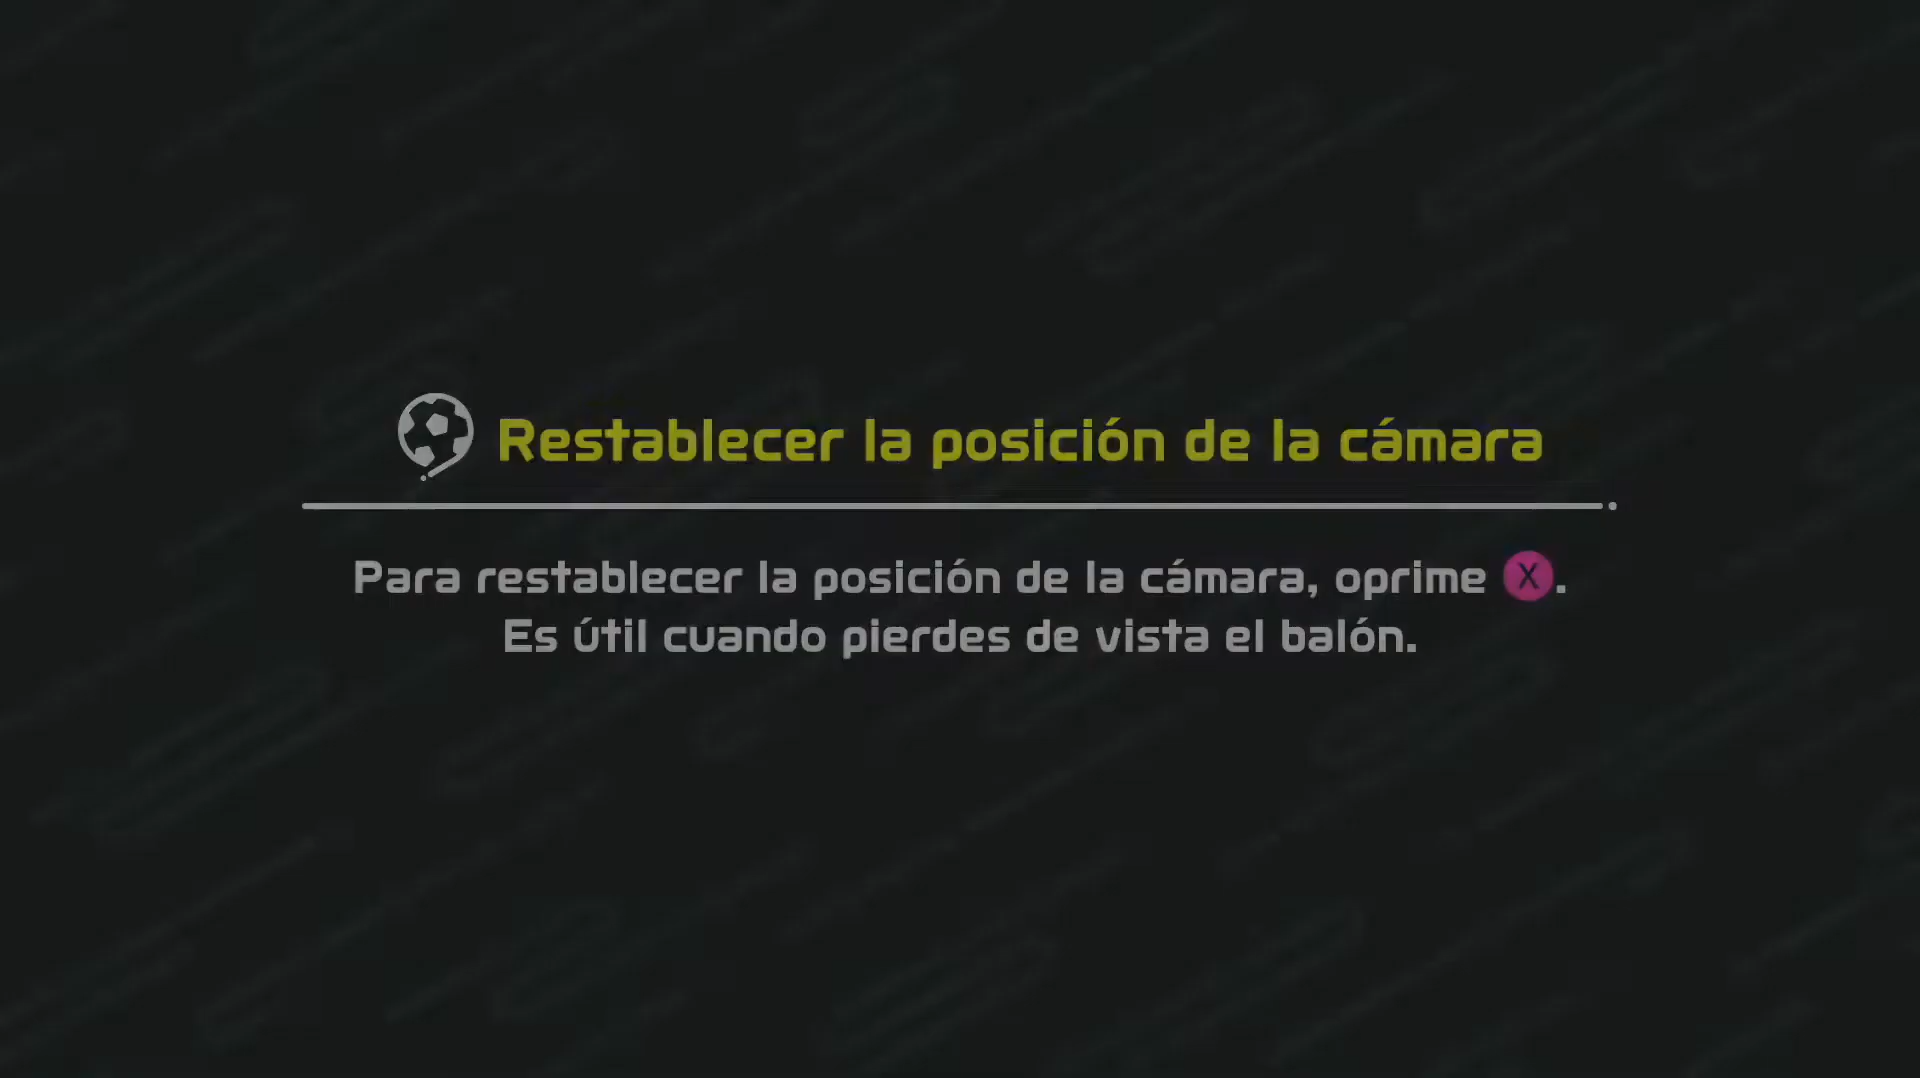 Restablecer la posición de la cámara
Para restablecer la posición de la cámara, oprime X.
Es útil cuando pierdes de vista el balón.